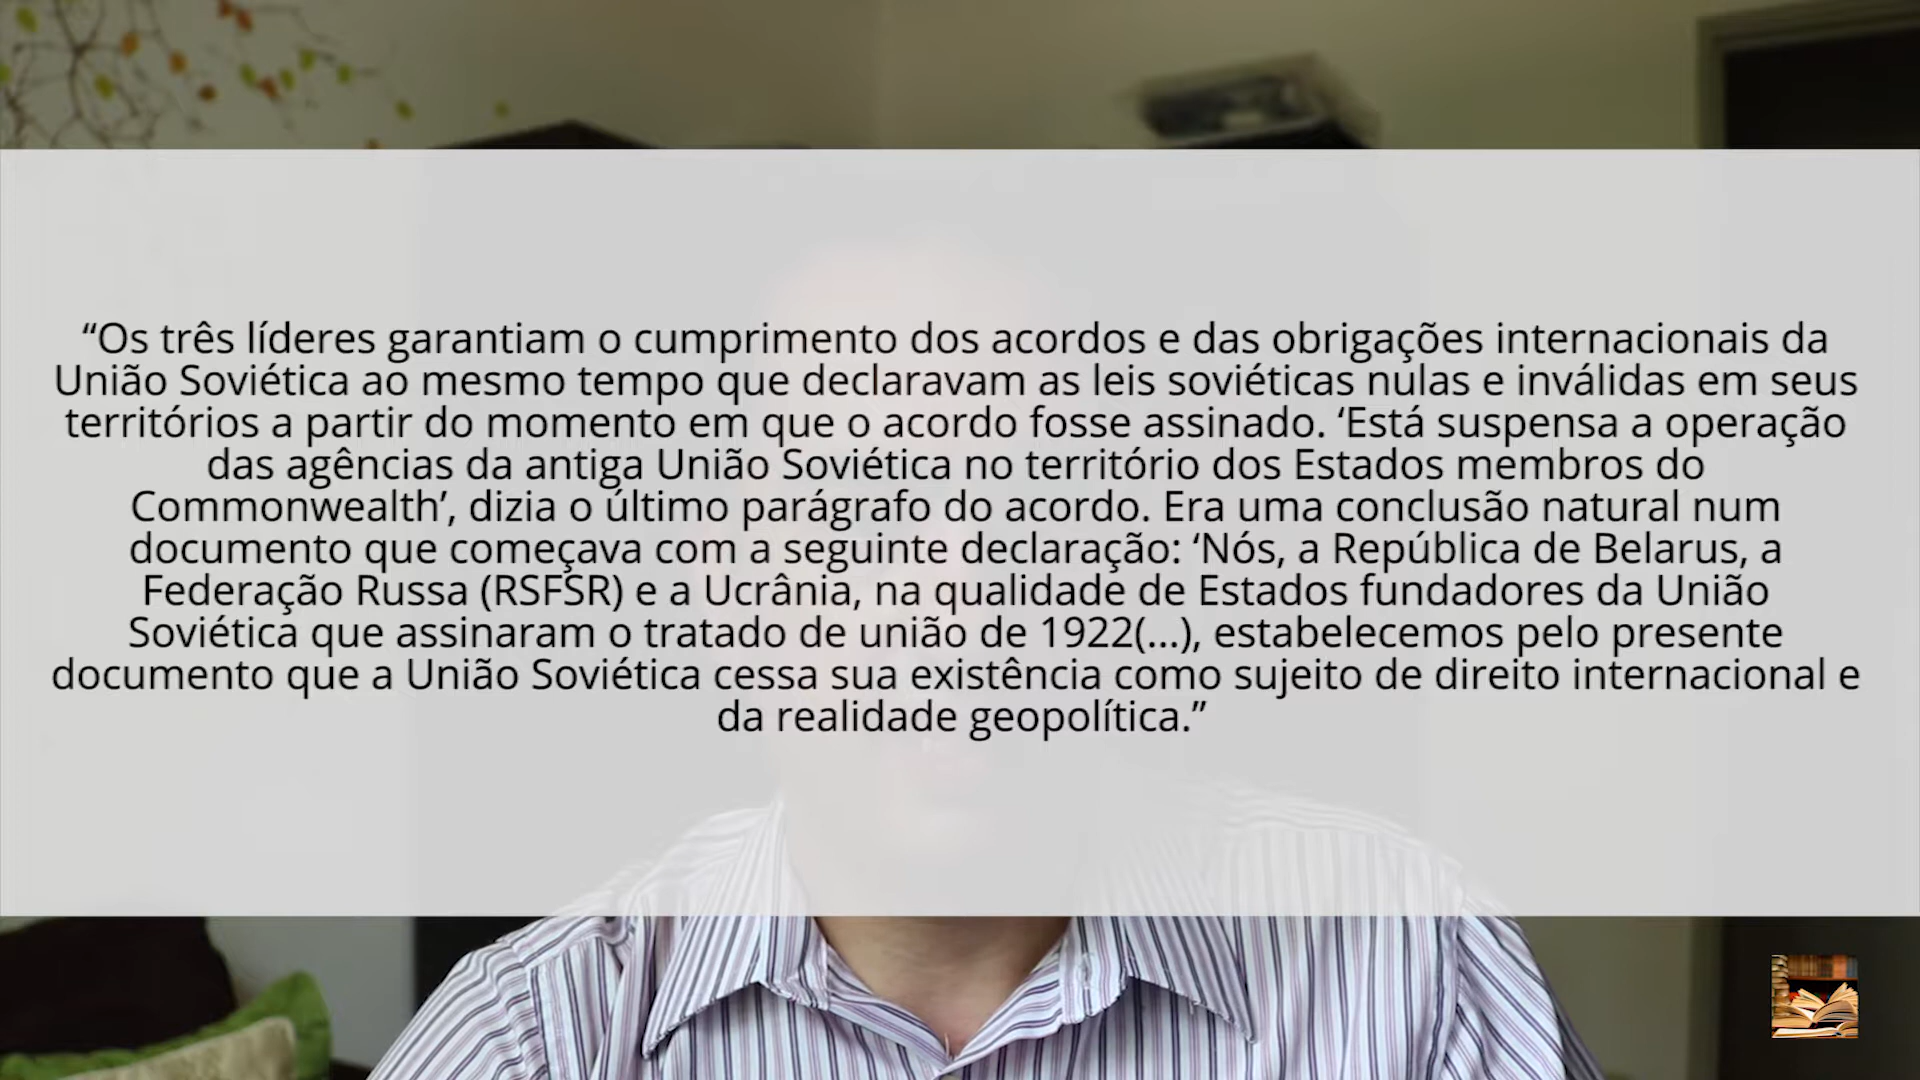 “Os três líderes garantiam o cumprimento dos acordos e das obrigações internacionais da
União Soviética ao mesmo tempo que declaravam as leis soviéticas nulas e inválidas em seus
territórios a partir do momento em que o acordo fosse assinado. ‘Está suspensa a operação
das agências da antiga União Soviética no território dos Estados membros do
Commonwealth’, dizia o último parágrafo do acordo. Era uma conclusão natural num
documento que começava com a seguinte declaração: ‘Nós, a República de Belarus, a
Federação Russa (RSFSR) e a Ucrânia, na qualidade de Estados fundadores da União
Soviética que assinaram o tratado de união de 1922(...), estabelecemos pelo presente
documento que a União Soviética cessa sua existência como sujeito de direito internacional e
da realidade geopolítica.”